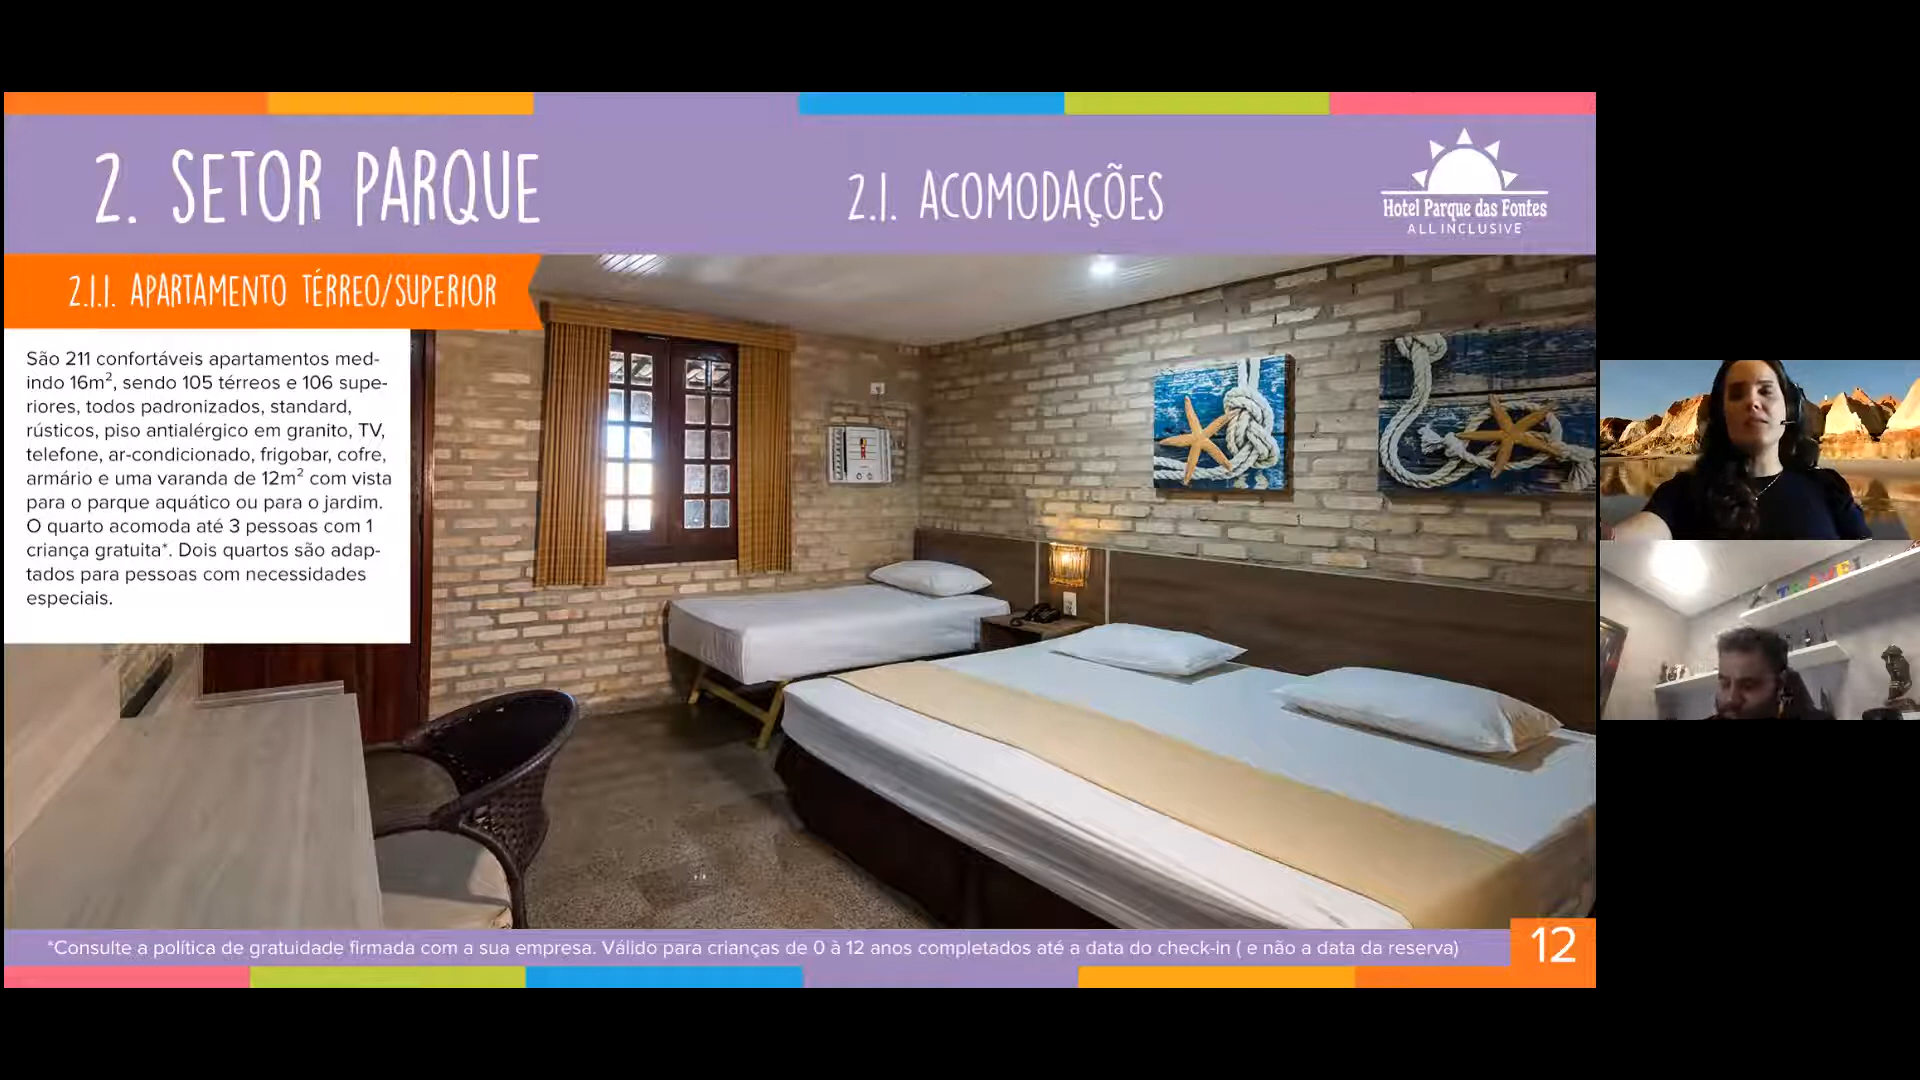 2. SETOR PARQUE
2.1. ACOMODAÇÕES
Hotel Parque das Fontes
ALL INCLUSIVE
2.1.1. APARTAMENTO TÉRREO/SUPERIOR
São 211 confortáveis apartamentos med-
indo 16m², sendo 105 térreos e 106 supe-
riores, todos padronizados, standard,
rústicos, piso antialérgico em granito, TV,
telefone, ar-condicionado, frigobar, cofre,
armário e uma varanda de 12m² com vista
para o parque aquático ou para o jardim.
O quarto acomoda até 3 pessoas com 1
criança gratuita*. Dois quartos são adap-
tados para pessoas com necessidades
especiais.
TRAVEL
*Consulte a política de gratuidade firmada com a sua empresa. Válido para crianças de 0 à 12 anos completados até a data do check-in ( e não a data da reserva)
12